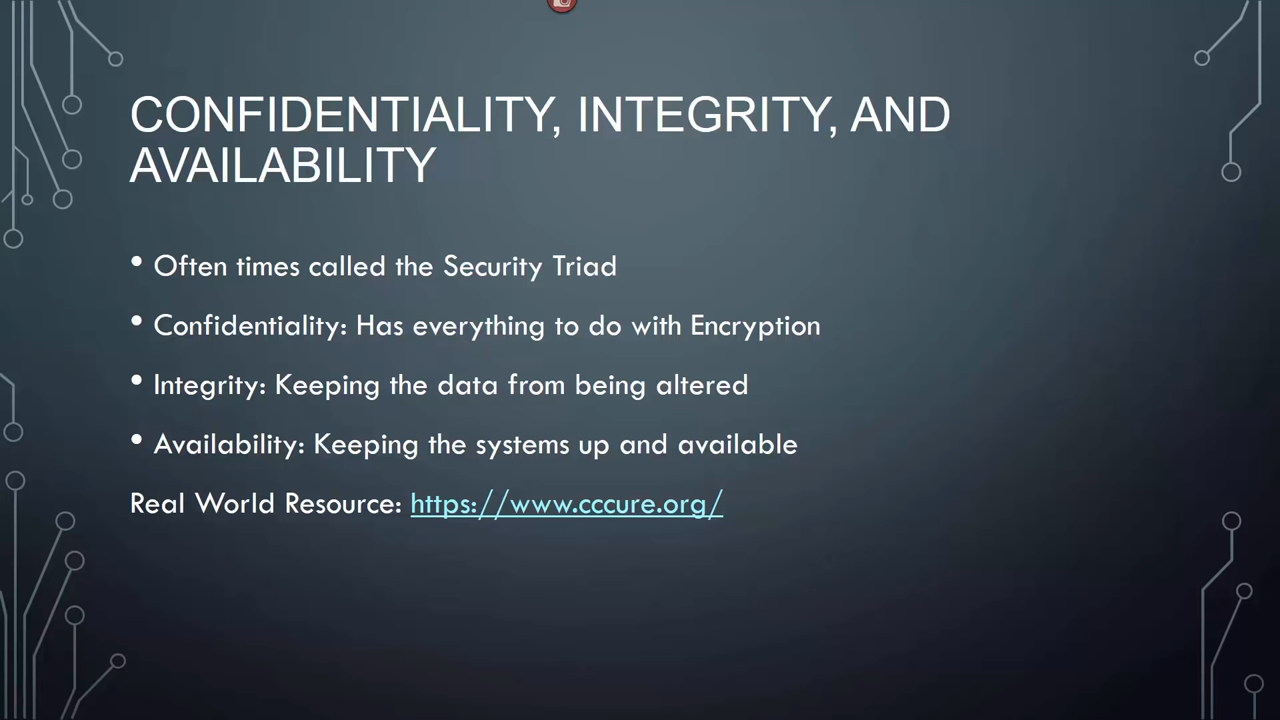 CONFIDENTIALITY, INTEGRITY, AND
AVAILABILITY
• Often times called the Security Triad
• Confidentiality: Has everything to do with Encryption
• Integrity: Keeping the data from being altered
• Availability: Keeping the systems up and available
Real World Resource: https://www.cccure.org/